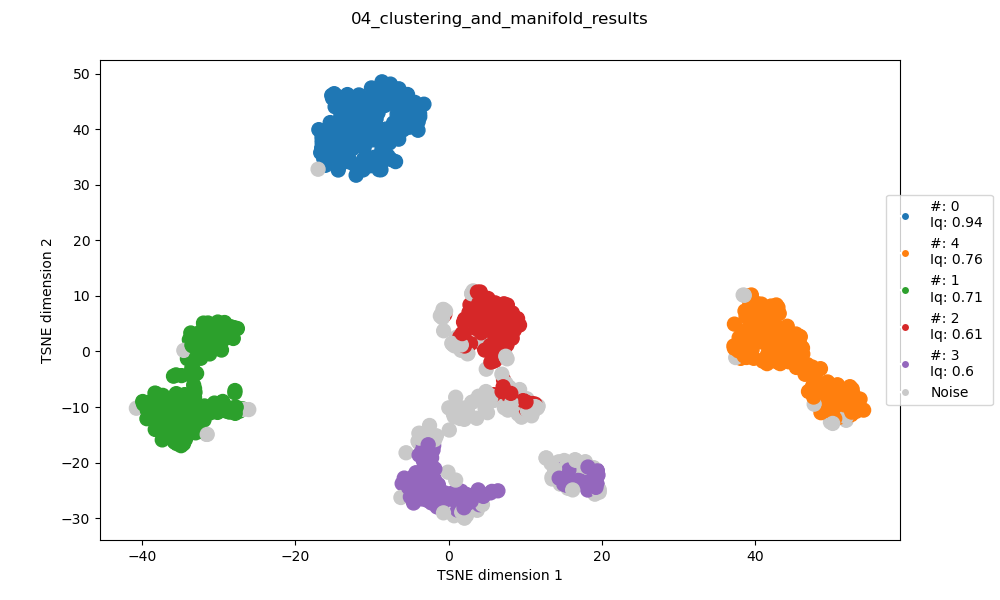 04_clustering_and_manifold_results
TSNE dimension 2
50
40
30
20
10
0
−10
−20
−30
−40
−20
0
20
40
TSNE dimension 1
#: 0
Iq: 0.94
#: 4
Iq: 0.76
#: 1
Iq: 0.71
#: 2
Iq: 0.61
#: 3
Iq: 0.6
Noise